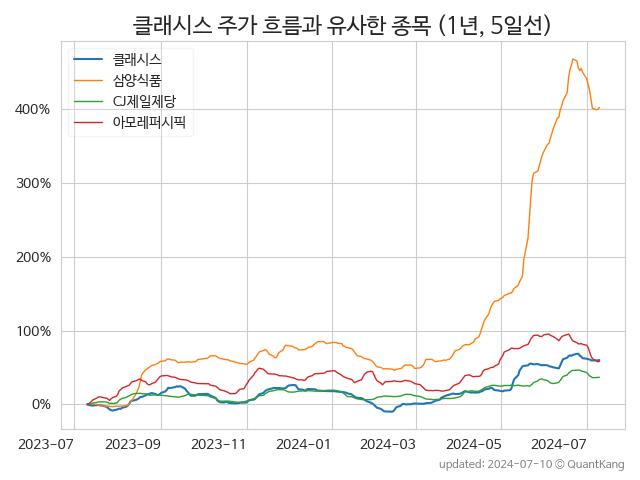 클래시스 주가 흐름과 유사한 종목 (1년, 5일선)
클래시스
삼양식품
CJ제일제당
아모레퍼시픽
400%
300%
200%
100%
0%
2023-07 2023-09 2023-11 2024-01 2024-03 2024-05 2024-07
updated: 2024-07-10 © QuantKang